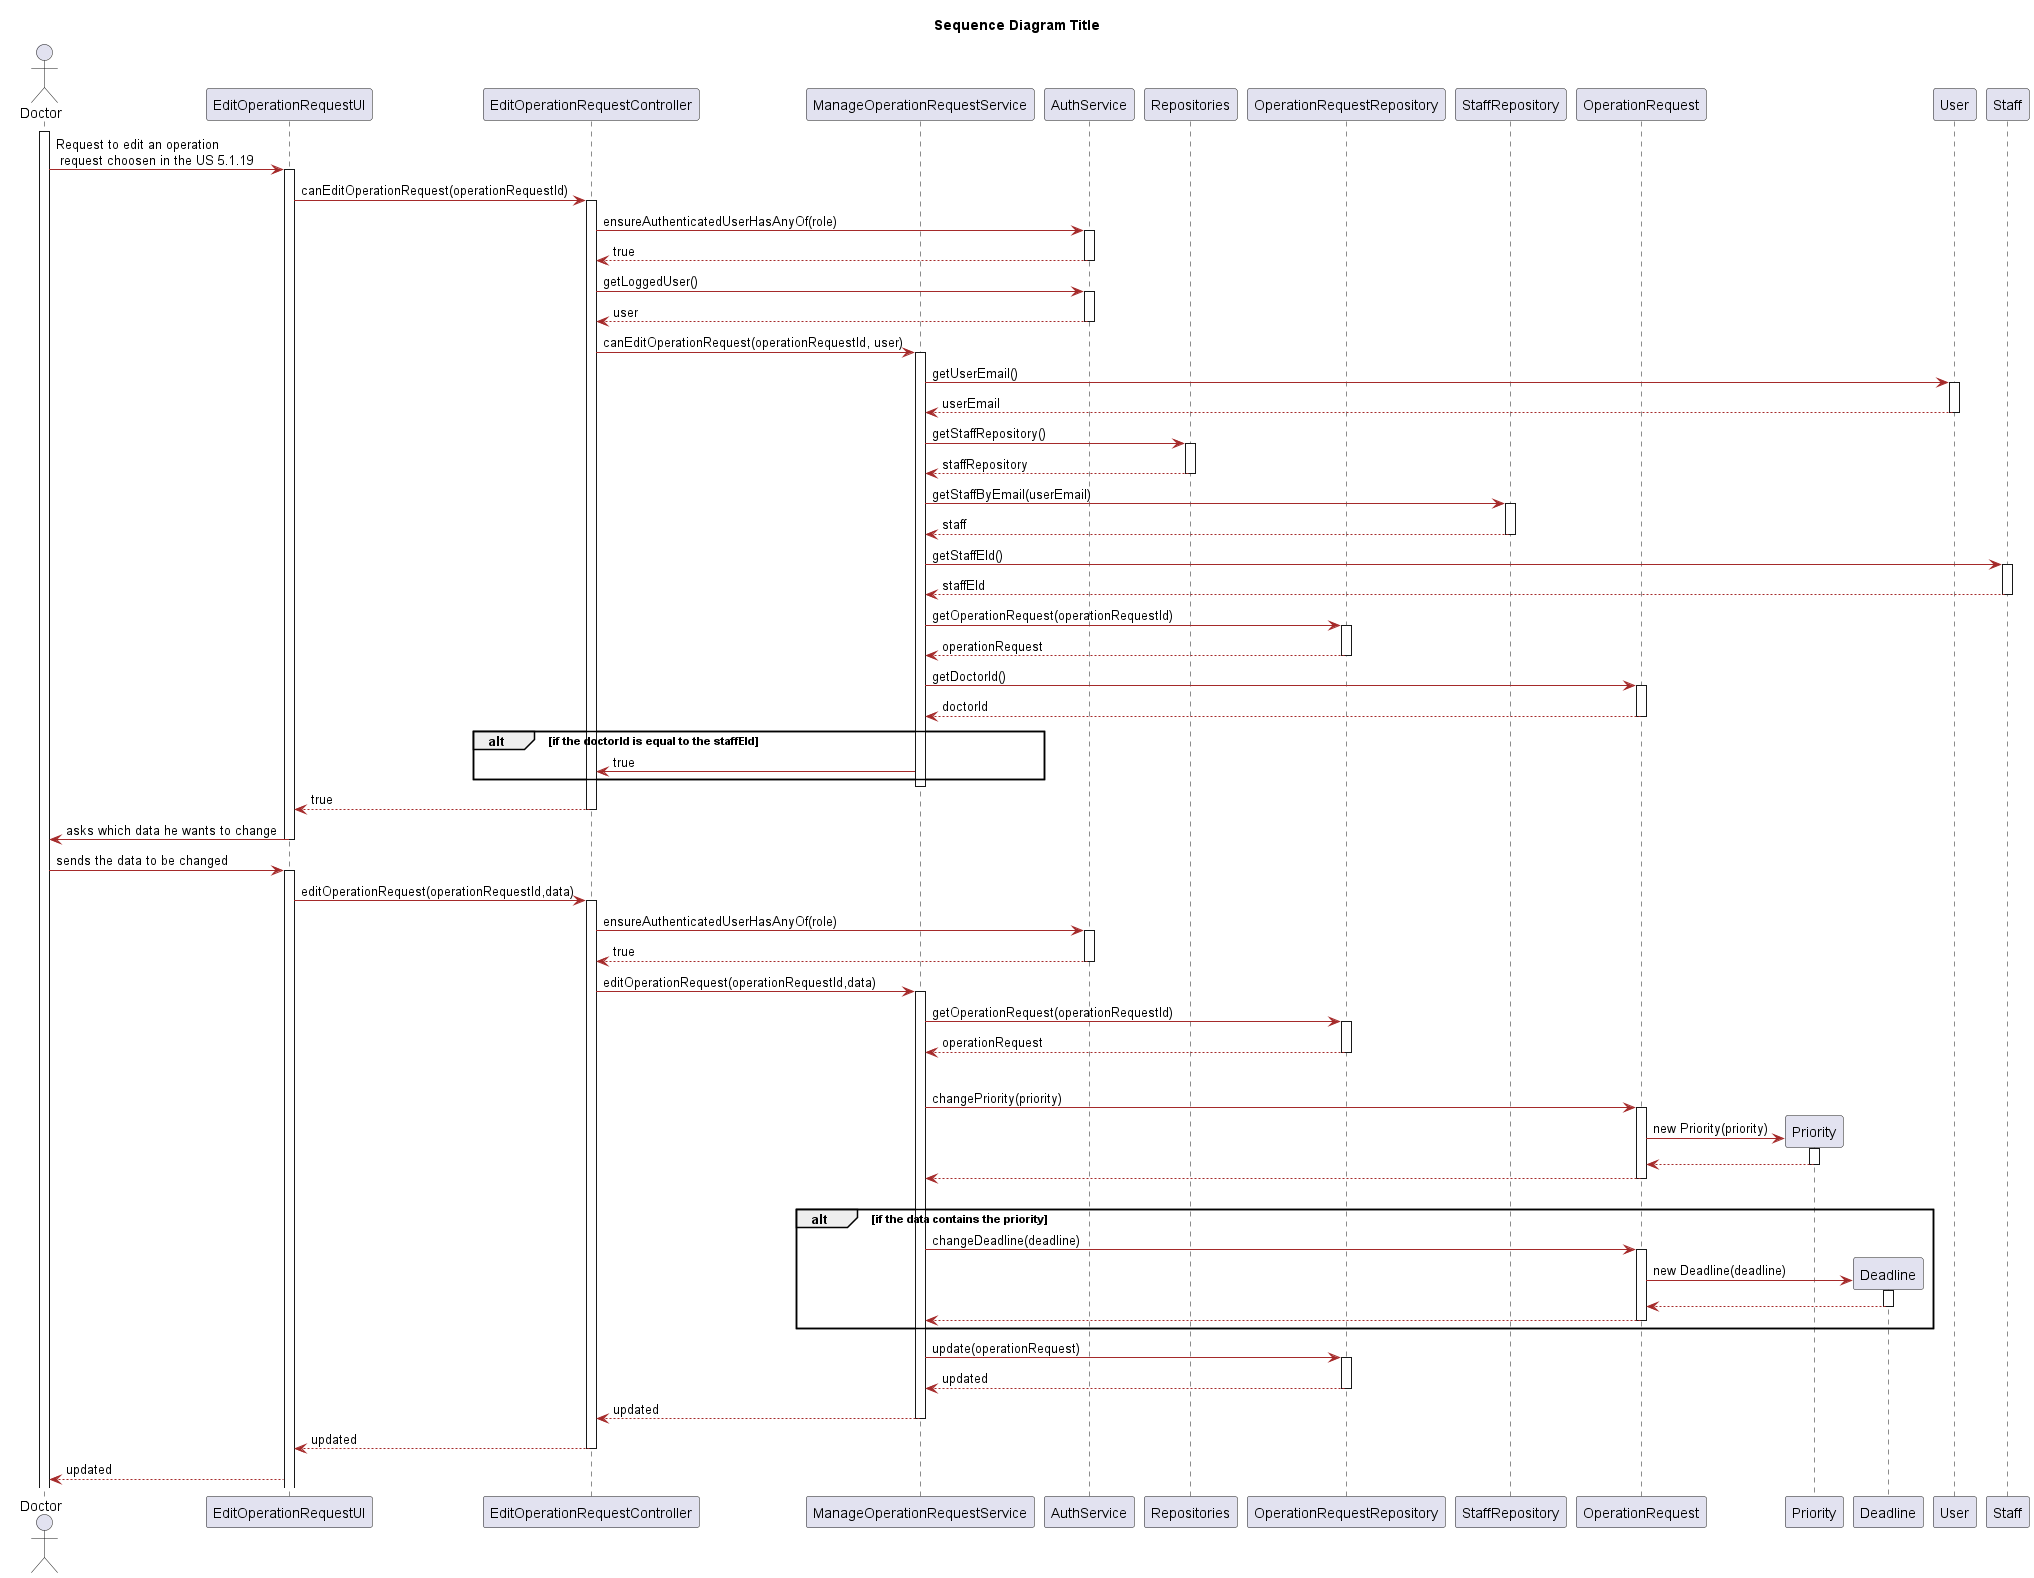 Sequence Diagram Title
Doctor
EditOperationRequestUI
EditOperationRequestController
ManageOperationRequestService
AuthService
Repositories
OperationRequestRepository
StaffRepository
OperationRequest
User
Staff
Request to edit an operation
request choosen in the US 5.1.19
canEditOperationRequest(operationRequestId)
ensureAuthenticatedUserHasAnyOf(role)
true
getLoggedUser()
user
canEditOperationRequest(operationRequestId, user)
getUserEmail()
userEmail
getStaffRepository()
staffRepository
getStaffByEmail(userEmail)
staff
getStaffEId()
staffEId
getOperationRequest(operationRequestId)
operationRequest
getDoctorId()
doctorId
alt [if the doctorId is equal to the staffEId]
true
true
asks which data he wants to change
sends the data to be changed
editOperationRequest(operationRequestId,data)
ensureAuthenticatedUserHasAnyOf(role)
true
editOperationRequest(operationRequestId,data)
getOperationRequest(operationRequestId)
operationRequest
changePriority(priority)
new Priority(priority)
Priority
alt [if the data contains the priority]
changeDeadline(deadline)
new Deadline(deadline)
Deadline
update(operationRequest)
updated
updated
updated
updated
Doctor
EditOperationRequestUI
EditOperationRequestController
ManageOperationRequestService
AuthService
Repositories
OperationRequestRepository
StaffRepository
OperationRequest
Priority
Deadline
User
Staff